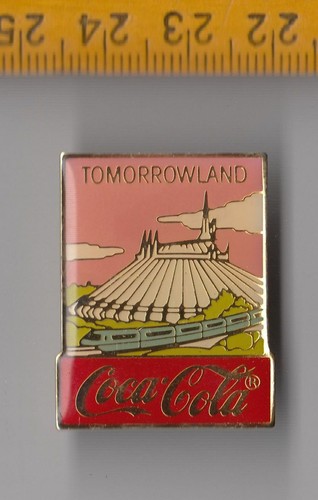 25 24 23 22
TOMORROWLAND
Coca-Cola®